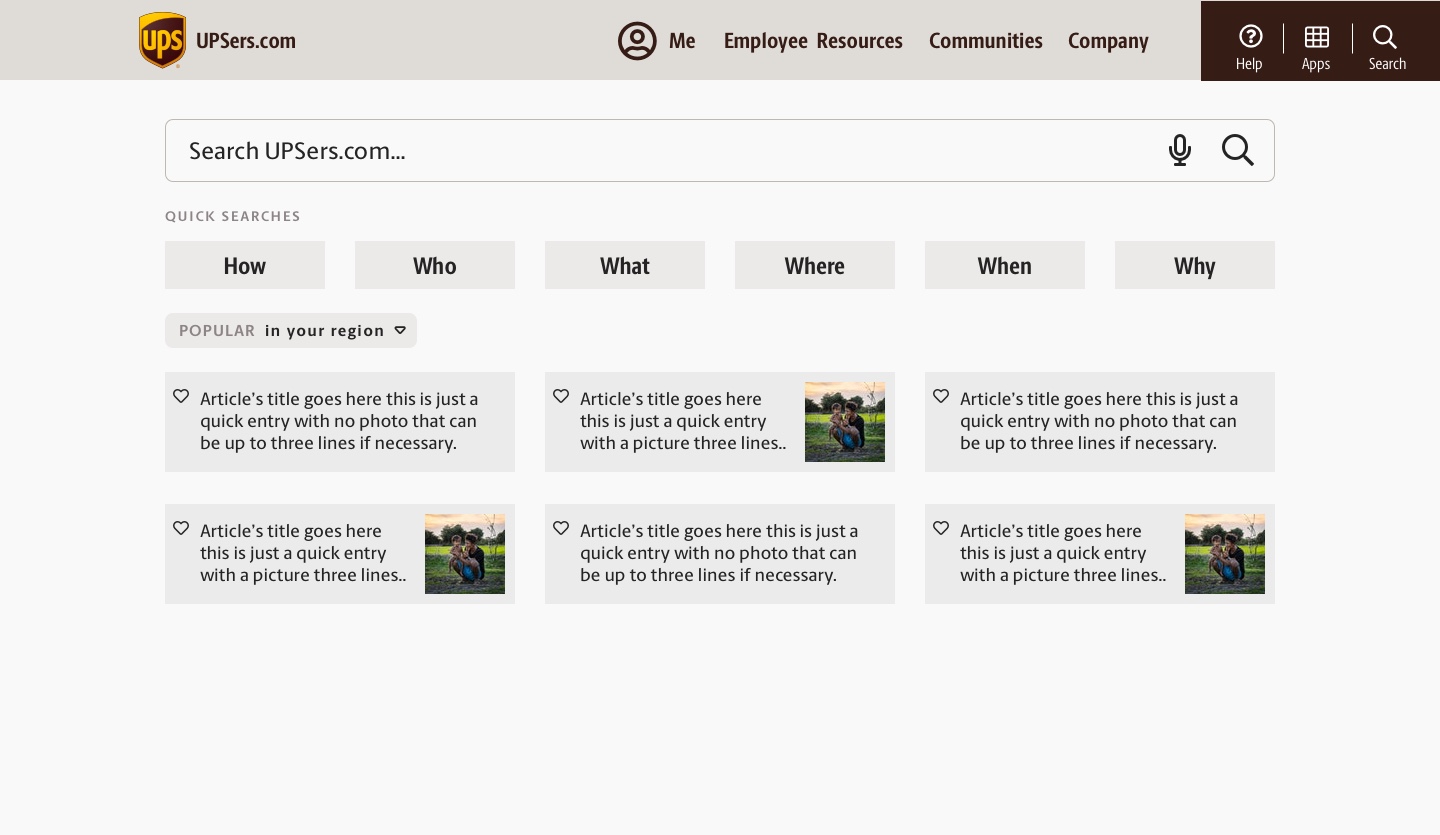 ups UPSers.com
Me Employee Resources Communities Company
Help Apps Search
Search UPSers.com...
QUICK SEARCHES
How Who What Where When Why
POPULAR in your region
Article’s title goes here this is just a
quick entry with no photo that can
be up to three lines if necessary.
Article’s title goes here
this is just a quick entry
with a picture three lines..
Article’s title goes here this is just a
quick entry with no photo that can
be up to three lines if necessary.
Article’s title goes here
this is just a quick entry
with a picture three lines..
Article’s title goes here this is just a
quick entry with no photo that can
be up to three lines if necessary.
Article’s title goes here
this is just a quick entry
with a picture three lines..